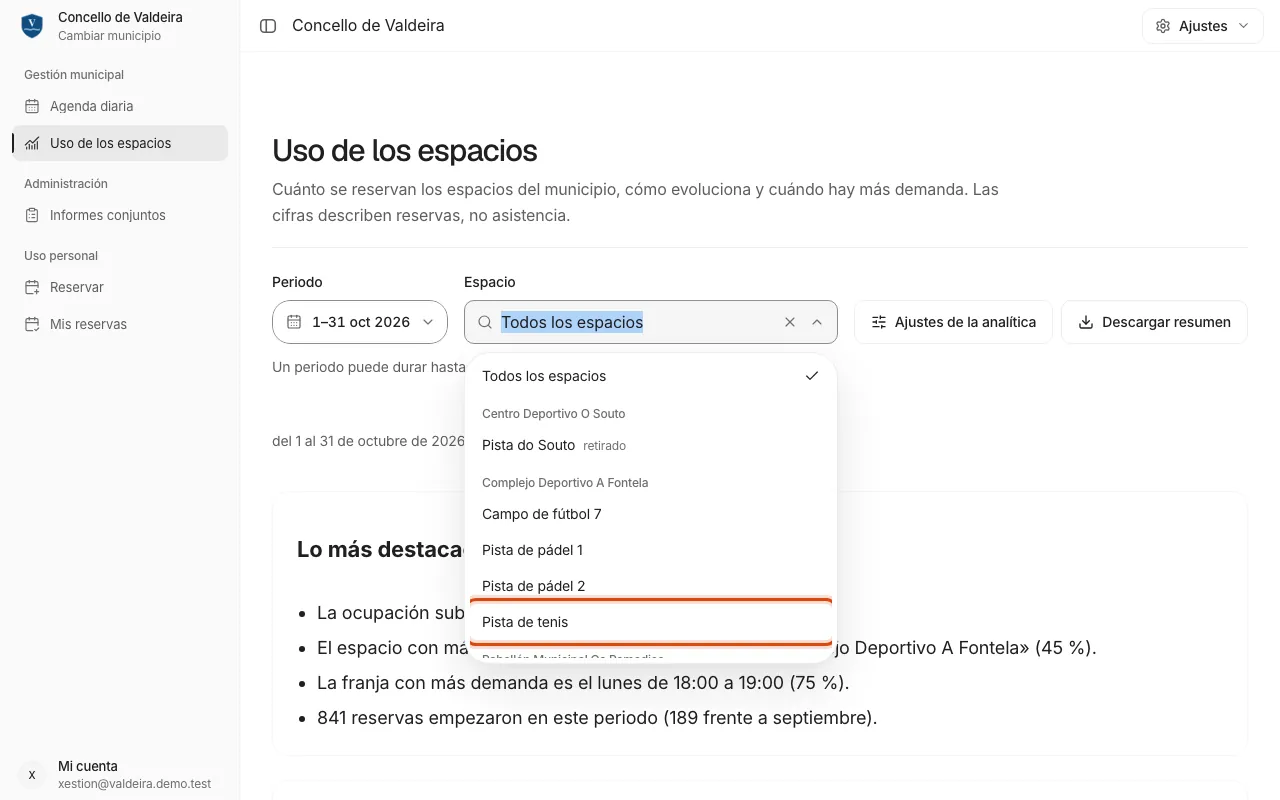 Concello de Valdeira
Cambiar municipio
Gestión municipal
Agenda diaria
Uso de los espacios
Administración
Informes conjuntos
Uso personal
Reservar
Mis reservas
X
Mi cuenta
xestion@valdeira.demo.test
Concello de Valdeira
Ajustes
Uso de los espacios
Cuánto se reservan los espacios del municipio, cómo evoluciona y cuándo hay más demanda. Las
cifras describen reservas, no asistencia.
Periodo
1–31 oct 2026
Espacio
Todos los espacios
Ajustes de la analítica
Descargar resumen
Un periodo puede durar hasta
Todos los espacios
Centro Deportivo O Souto
Pista do Souto retirado
Complejo Deportivo A Fontela
Campo de fútbol 7
Pista de pádel 1
Pista de pádel 2
Pista de tenis
del 1 al 31 de octubre de 2026
Lo más destaca
La ocupación sub
El espacio con má jo Deportivo A Fontela» (45 %).
La franja con más demanda es el lunes de 18:00 a 19:00 (75 %).
841 reservas empezaron en este periodo (189 frente a septiembre).